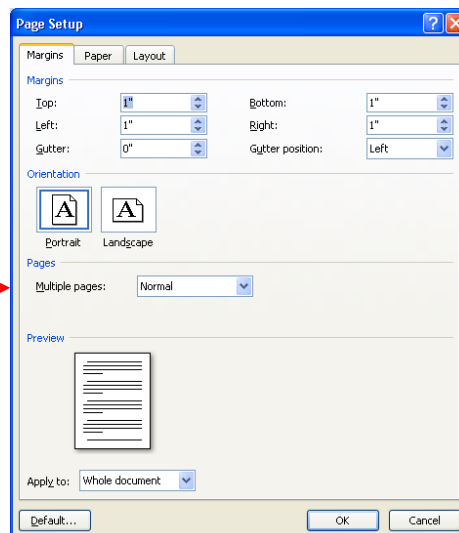 Page Setup
Margins Paper Layout
Margins
Top: 1" Bottom: 1"
Left: 1" Right: 1"
Gutter: 0" Gutter position: Left
Orientation
A A
Portrait Landscape
Pages
Multiple pages: Normal
Preview
Apply to: Whole document
Default... OK Cancel